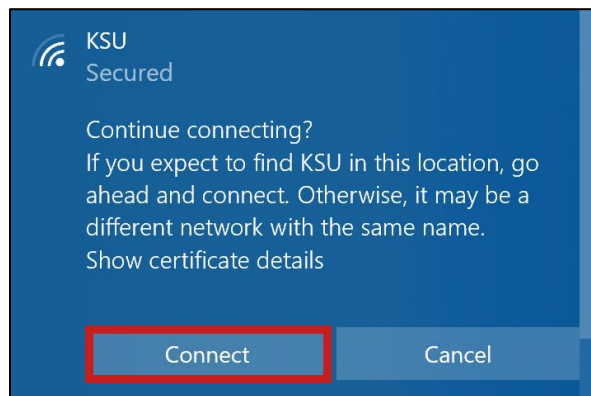 KSU
Secured
Continue connecting?
If you expect to find KSU in this location, go
ahead and connect. Otherwise, it may be a
different network with the same name.
Show certificate details
Connect
Cancel